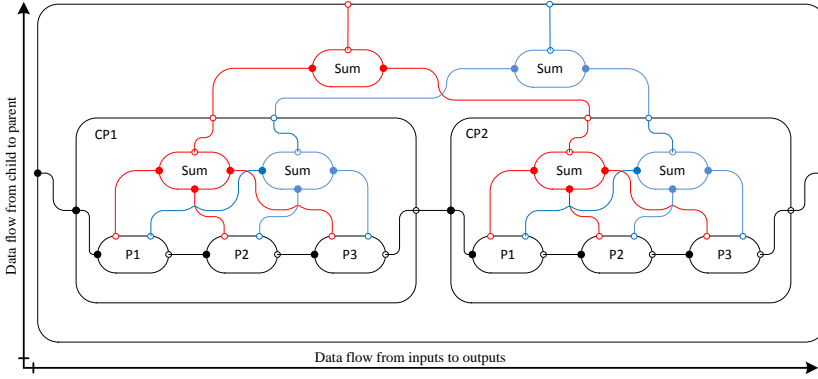 Data flow from child to parent
Sum
Sum
CP1
CP2
Sum
Sum
Sum
Sum
P1
P2
P3
P1
P2
P3
Data flow from inputs to outputs